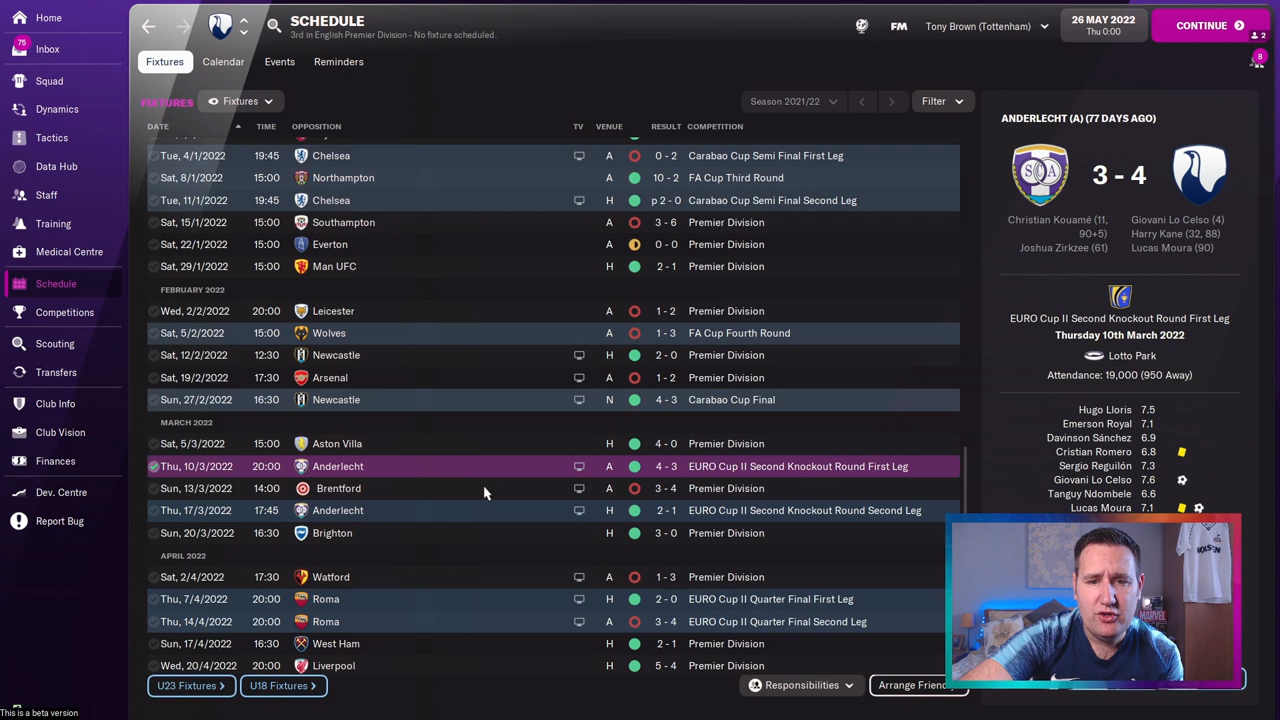 Home
75
Inbox
Squad
Dynamics
Tactics
Data Hub
Staff
Training
Medical Centre
Schedule
Competitions
Scouting
Transfers
Club Info
Club Vision
Finances
Dev. Centre
Report Bug
This is a beta version
SCHEDULE
3rd in English Premier Division - No fixture scheduled.
FM
Tony Brown (Tottenham)
26 MAY 2022
Thu 0:00
CONTINUE
2
8
Fixtures Calendar Events Reminders
FIXTURES Fixtures Season 2021/22 Filter
DATE TIME OPPOSITION TV VENUE RESULT COMPETITION
Tue, 4/1/2022 19:45 Chelsea A 0 - 2 Carabao Cup Semi Final First Leg
Sat, 8/1/2022 15:00 Northampton A 10 - 2 FA Cup Third Round
Tue, 11/1/2022 19:45 Chelsea H p 2 - 0 Carabao Cup Semi Final Second Leg
Sat, 15/1/2022 15:00 Southampton A 3 - 6 Premier Division
Sat, 22/1/2022 15:00 Everton A 0 - 0 Premier Division
Sat, 29/1/2022 15:00 Man UFC H 2 - 1 Premier Division
FEBRUARY 2022
Wed, 2/2/2022 20:00 Leicester A 1 - 2 Premier Division
Sat, 5/2/2022 15:00 Wolves A 1 - 3 FA Cup Fourth Round
Sat, 12/2/2022 12:30 Newcastle H 2 - 0 Premier Division
Sat, 19/2/2022 17:30 Arsenal A 1 - 2 Premier Division
Sun, 27/2/2022 16:30 Newcastle N 4 - 3 Carabao Cup Final
MARCH 2022
Sat, 5/3/2022 15:00 Aston Villa H 4 - 0 Premier Division
Thu, 10/3/2022 20:00 Anderlecht A 4 - 3 EURO Cup II Second Knockout Round First Leg
Sun, 13/3/2022 14:00 Brentford A 3 - 4 Premier Division
Thu, 17/3/2022 17:45 Anderlecht H 2 - 1 EURO Cup II Second Knockout Round Second Leg
Sun, 20/3/2022 16:30 Brighton H 3 - 0 Premier Division
APRIL 2022
Sat, 2/4/2022 17:30 Watford A 1 - 3 Premier Division
Thu, 7/4/2022 20:00 Roma H 2 - 0 EURO Cup II Quarter Final First Leg
Thu, 14/4/2022 20:00 Roma A 3 - 4 EURO Cup II Quarter Final Second Leg
Sun, 17/4/2022 16:30 West Ham H 2 - 1 Premier Division
Wed, 20/4/2022 20:00 Liverpool H 5 - 4 Premier Division
U23 Fixtures U18 Fixtures Responsibilities Arrange Friend
ANDERLECHT (A) (77 DAYS AGO)
3 - 4
Christian Kouamé (11, Giovani Lo Celso (4)
90+5) Harry Kane (32, 88)
Joshua Zirkzee (61) Lucas Moura (90)
EURO Cup II Second Knockout Round First Leg
Thursday 10th March 2022
Lotto Park
Attendance: 19,000 (950 Away)
Hugo Lloris 7.5
Emerson Royal 7.1
Davinson Sánchez 6.9
Cristian Romero 6.8
Sergio Reguilón 7.3
Giovani Lo Celso 7.6
Tanguy Ndombele 6.6
Lucas Moura 7.1
HOLSTEN
MARVEL